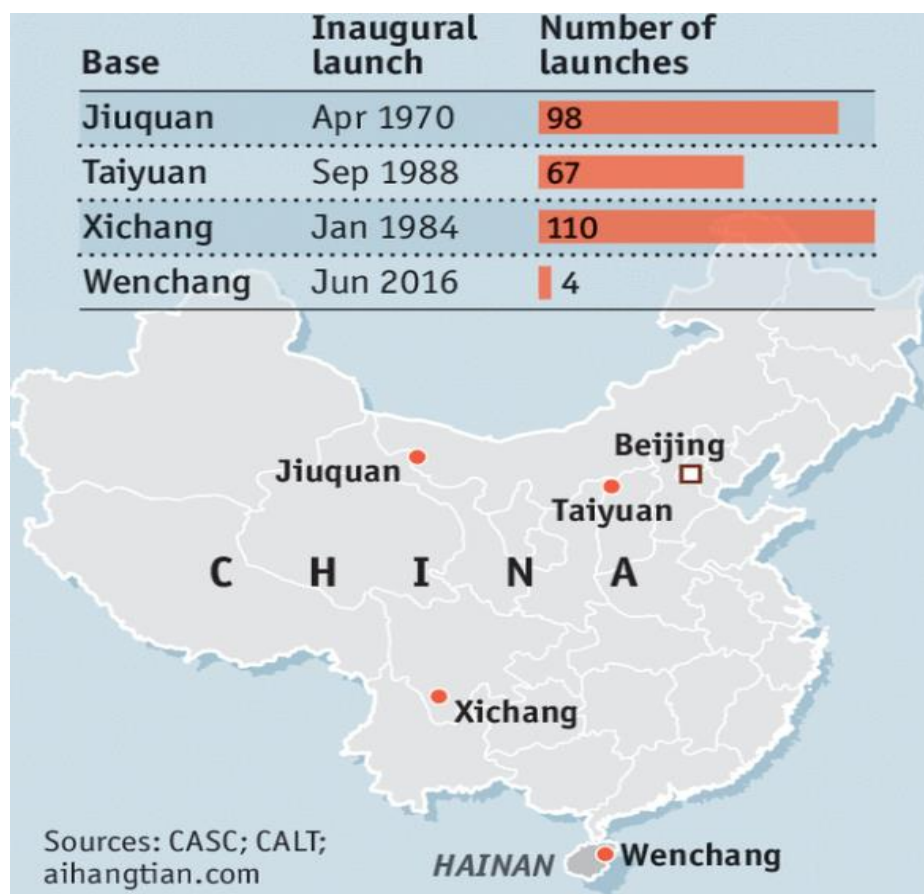 Base Inaugural launch Number of launches
Jiuquan Apr 1970 98
Taiyuan Sep 1988 67
Xichang Jan 1984 110
Wenchang Jun 2016 4
Beijing
Jiuquan
Taiyuan
CHINA
Xichang
Sources: CASC; CALT;
aihangtian.com
HAINAN
Wenchang